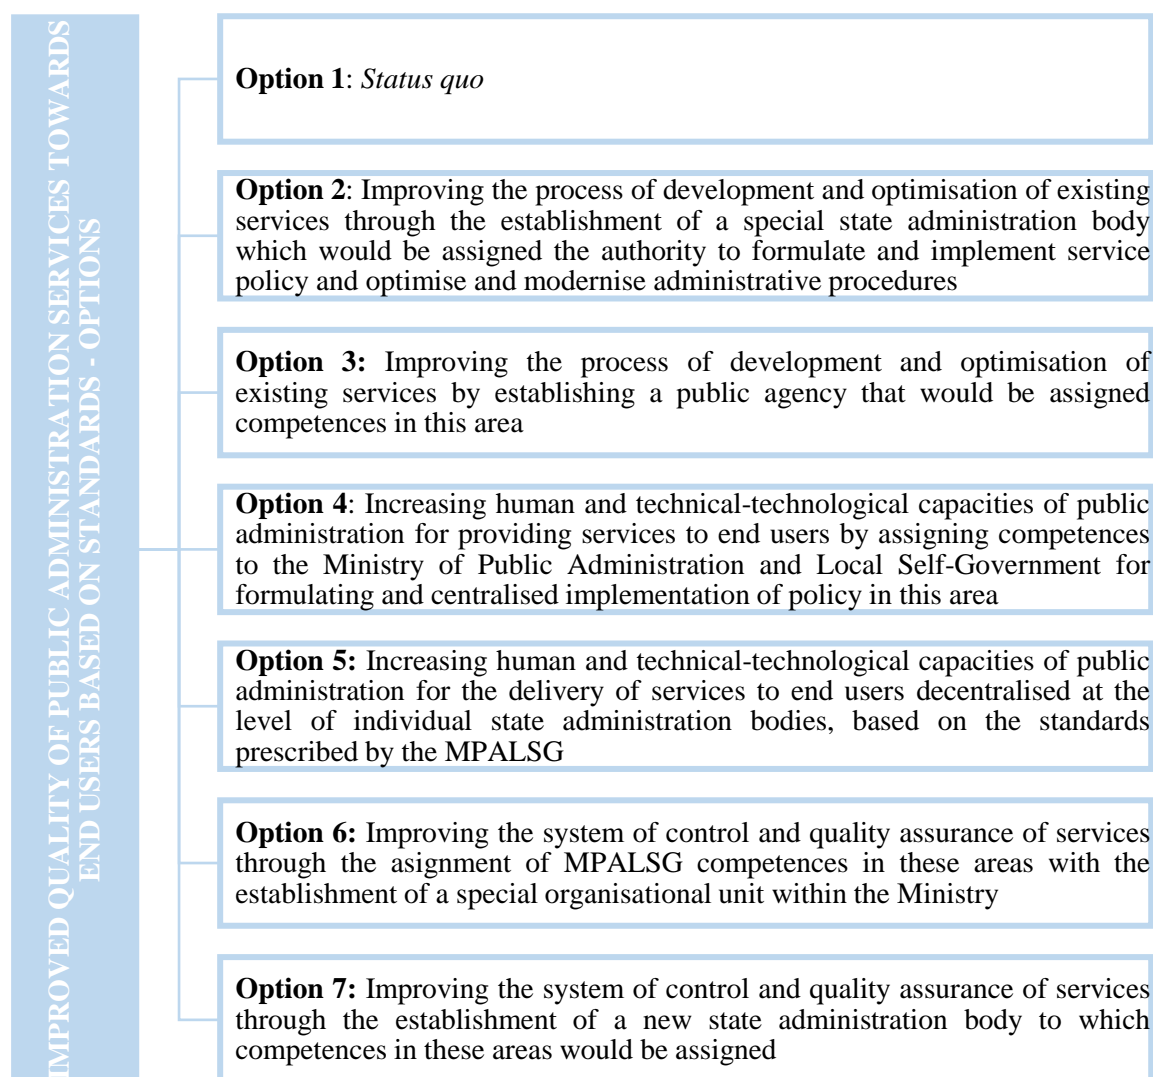 IMPROVED QUALITY OF PUBLIC ADMINISTRATION SERVICES TOWARDS
END USERS BASED ON STANDARDS - OPTIONS
Option 1: Status quo
Option 2: Improving the process of development and optimisation of existing
services through the establishment of a special state administration body
which would be assigned the authority to formulate and implement service
policy and optimise and modernise administrative procedures
Option 3: Improving the process of development and optimisation of
existing services by establishing a public agency that would be assigned
competences in this area
Option 4: Increasing human and technical-technological capacities of public
administration for providing services to end users by assigning competences
to the Ministry of Public Administration and Local Self-Government for
formulating and centralised implementation of policy in this area
Option 5: Increasing human and technical-technological capacities of public
administration for the delivery of services to end users decentralised at the
level of individual state administration bodies, based on the standards
prescribed by the MPALSG
Option 6: Improving the system of control and quality assurance of services
through the asignment of MPALSG competences in these areas with the
establishment of a special organisational unit within the Ministry
Option 7: Improving the system of control and quality assurance of services
through the establishment of a new state administration body to which
competences in these areas would be assigned